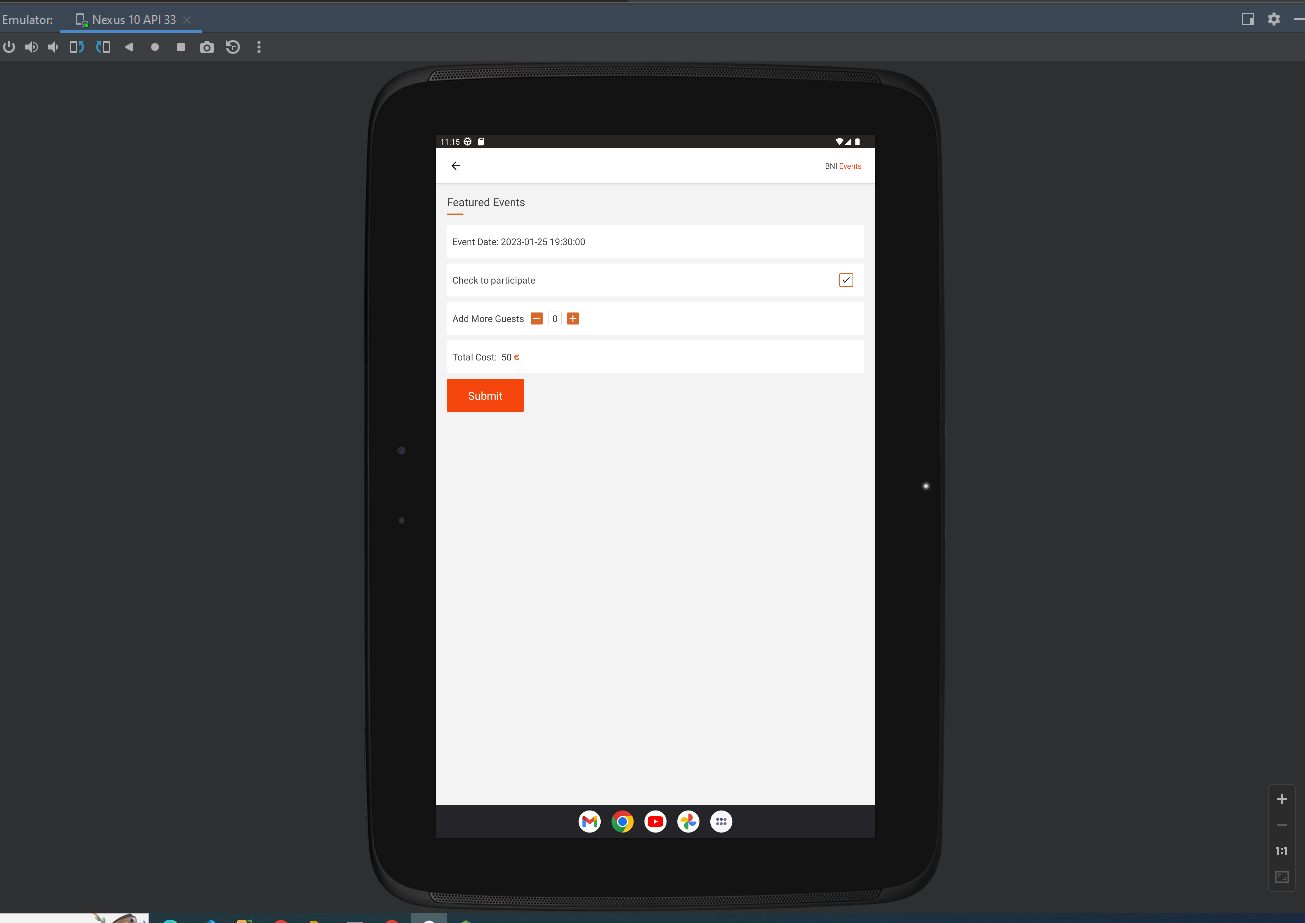 Emulator: Nexus 10 API 33
11:15
BNI Events
Featured Events
Event Date: 2023-01-25 19:30:00
Check to participate
Add More Guests 0
Total Cost: 50 €
Submit
1:1